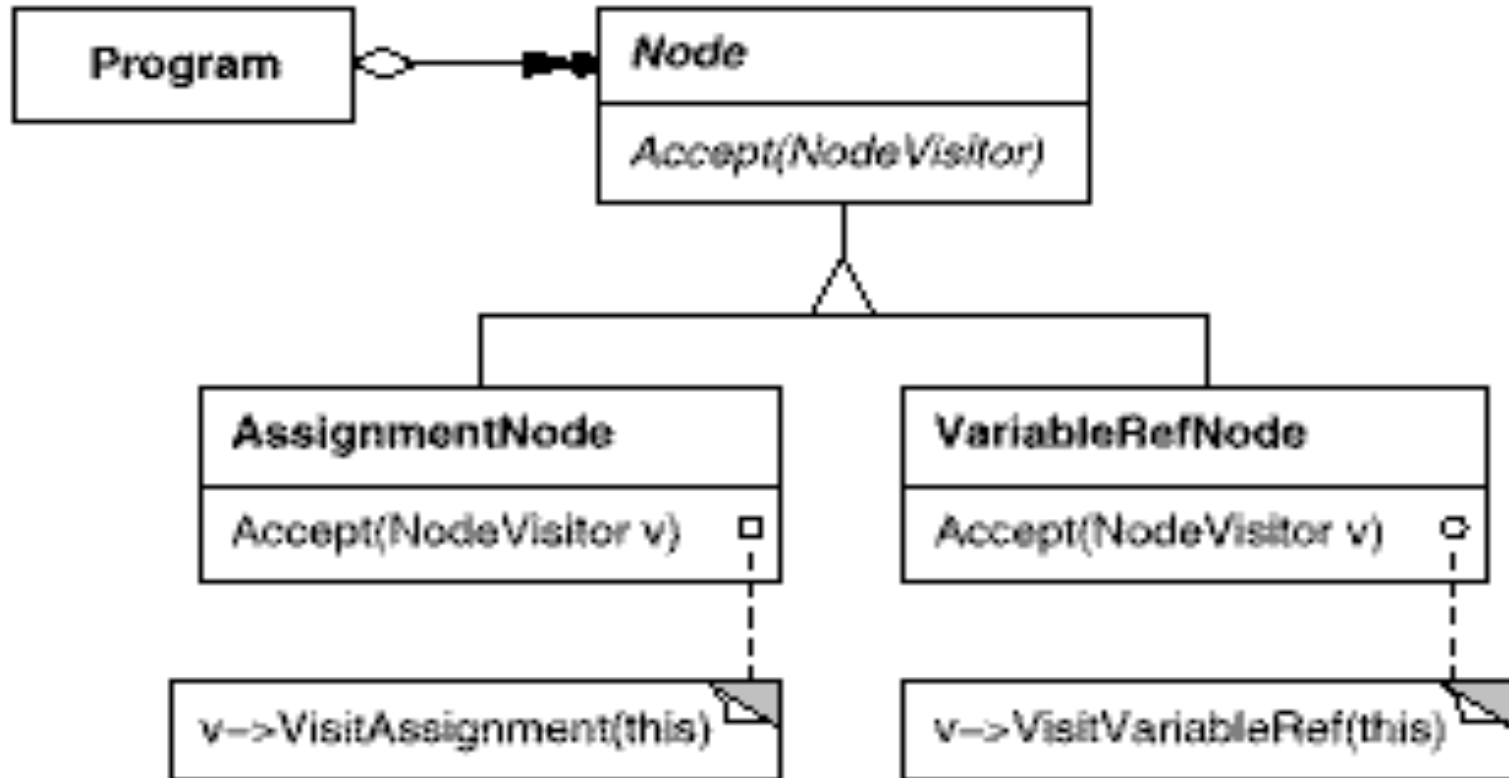 Program
Node
Accept(NodeVisitor)
AssignmentNode
Accept(NodeVisitor v)
VariableRefNode
Accept(NodeVisitor v)
v->VisitAssignment(this)
v->VisitVariableRef(this)